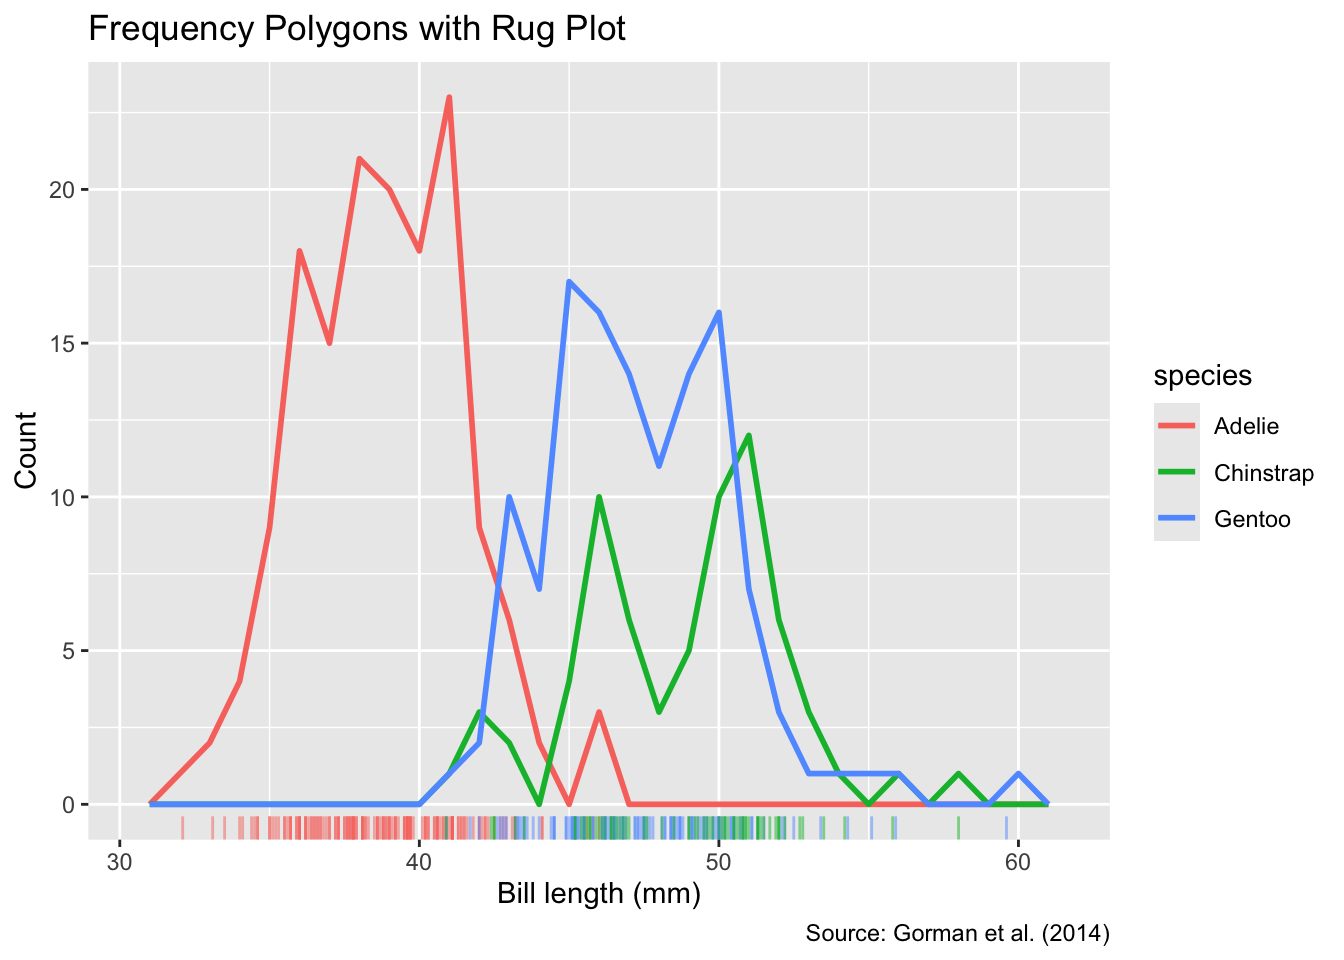 Frequency Polygons with Rug Plot
Count
20
15
10
5
0
30 40 50 60
Bill length (mm)
species
Adelie
Chinstrap
Gentoo
Source: Gorman et al. (2014)